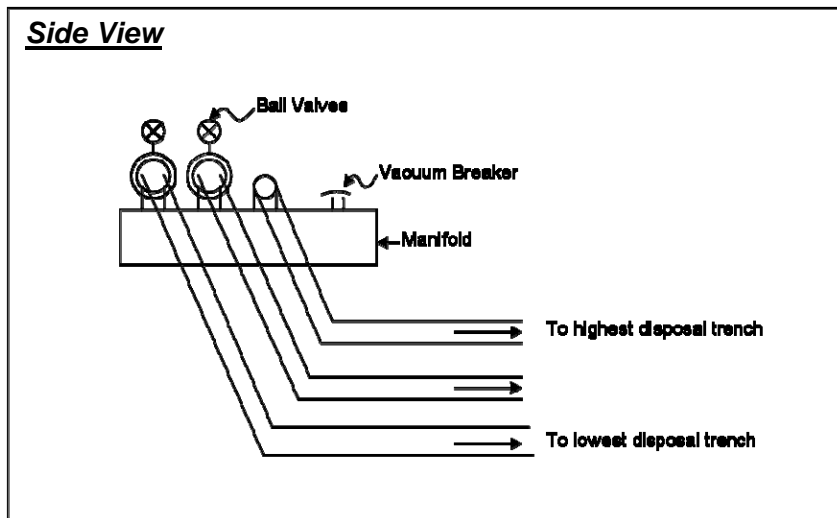 Side View
Ball Valves
Vacuum Breaker
Manifold
To highest disposal trench
To lowest disposal trench